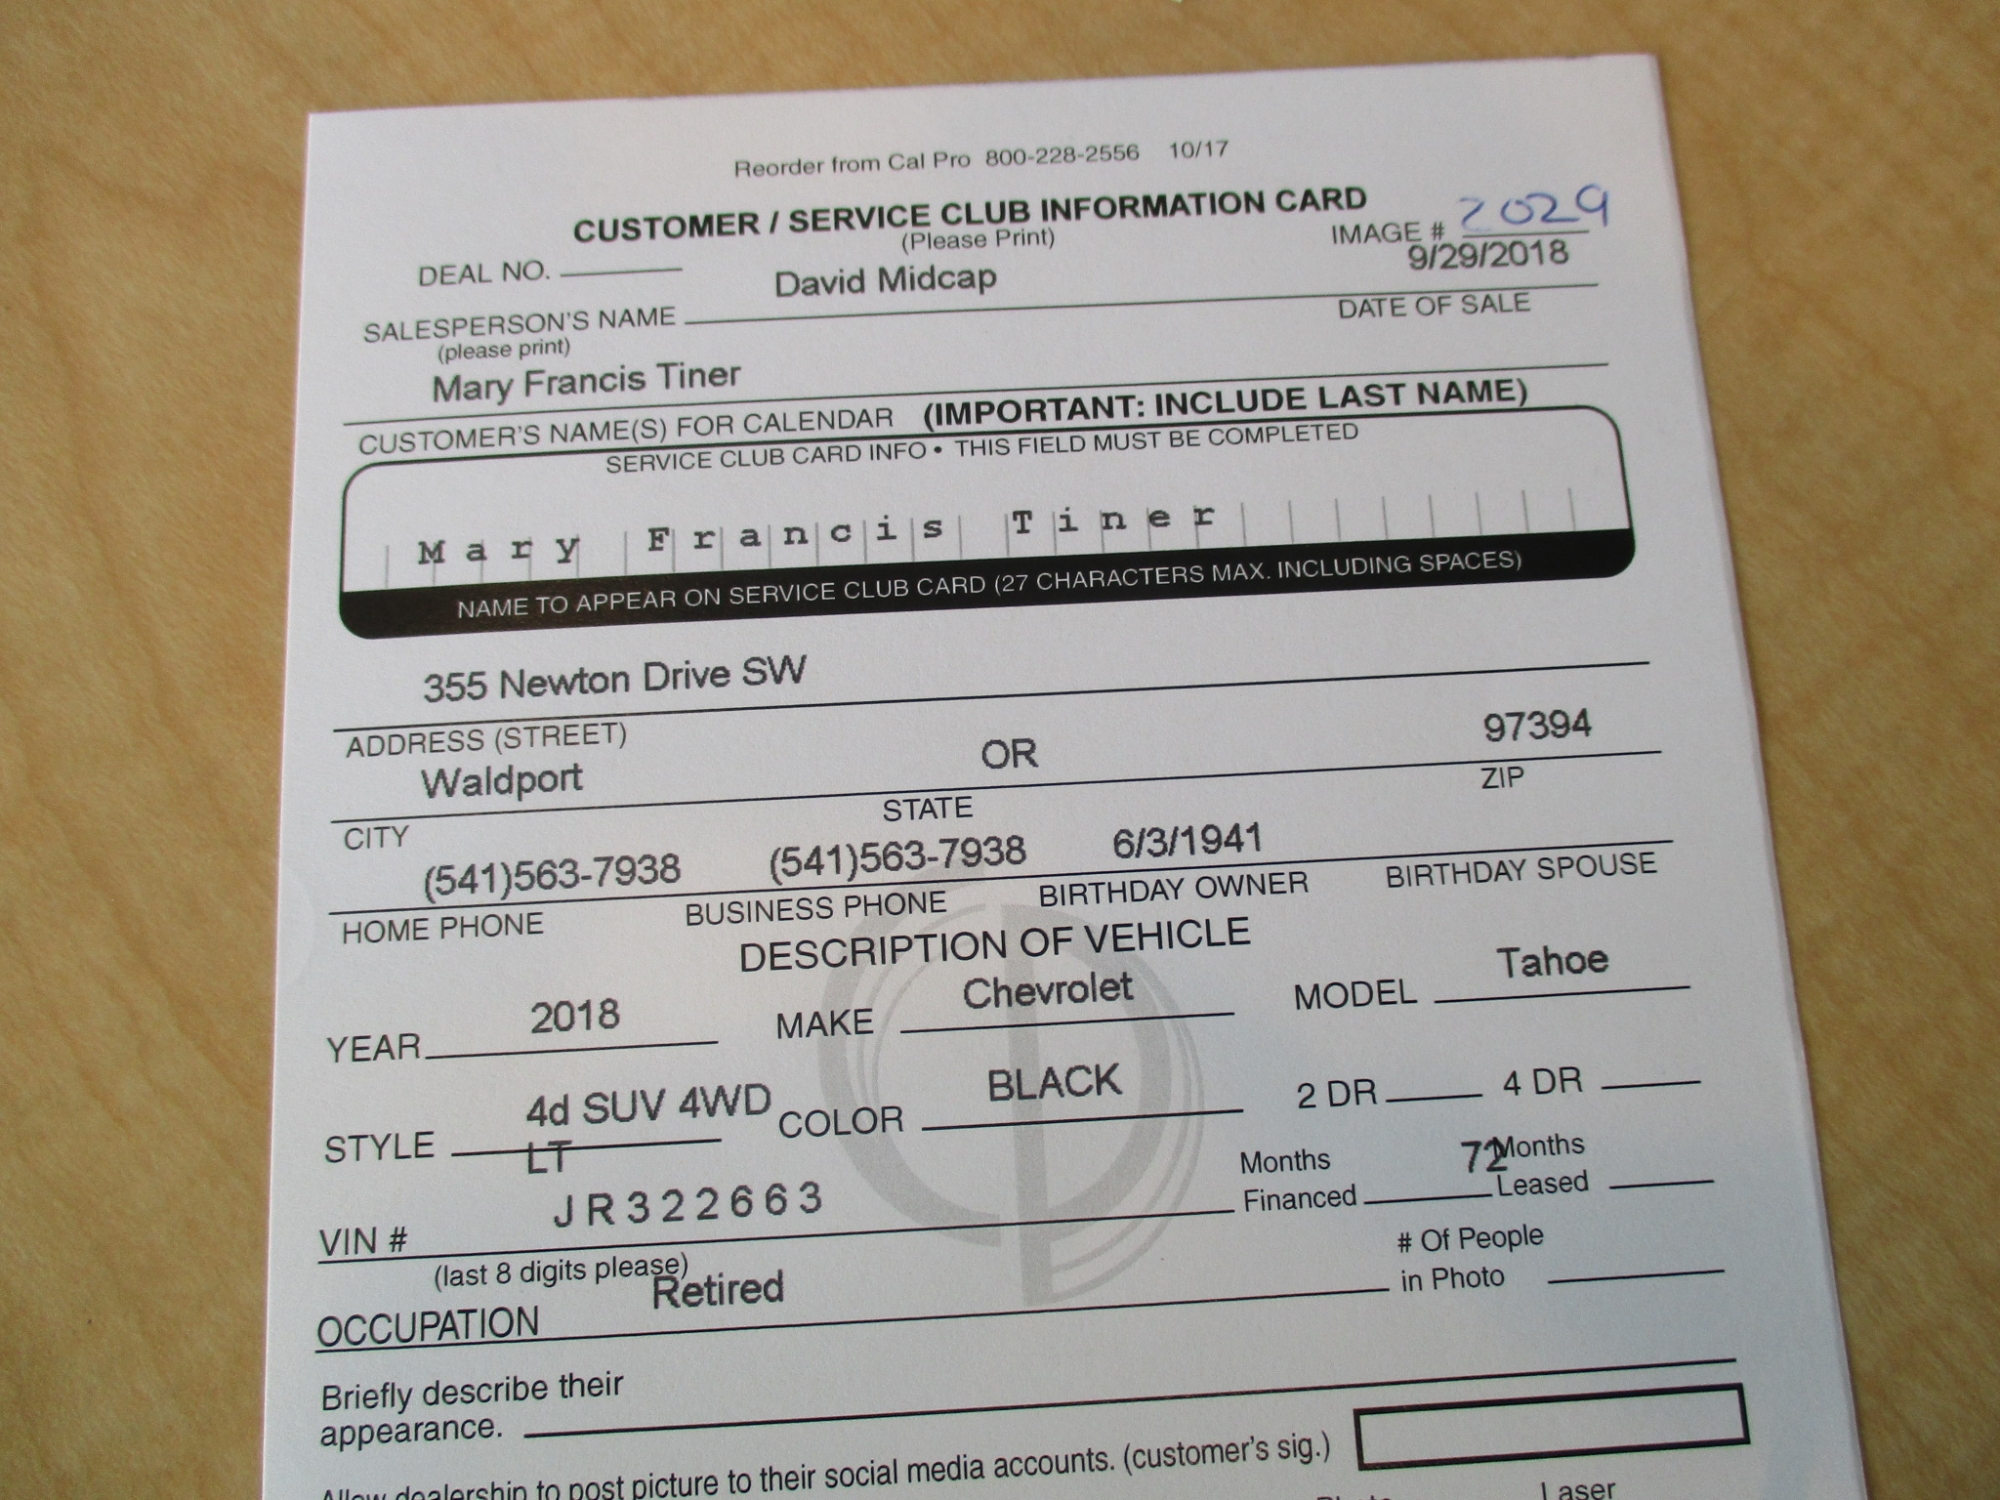 Reorder from Cal Pro 800-228-2556 10/17
CUSTOMER / SERVICE CLUB INFORMATION CARD
(Please Print)
IMAGE # 2029
DEAL NO.
David Midcap
9/29/2018
SALESPERSON'S NAME
DATE OF SALE
(please print)
Mary Francis Tiner
CUSTOMER'S NAME(S) FOR CALENDAR (IMPORTANT: INCLUDE LAST NAME)
SERVICE CLUB CARD INFO • THIS FIELD MUST BE COMPLETED
Mary Francis Tiner
NAME TO APPEAR ON SERVICE CLUB CARD (27 CHARACTERS MAX. INCLUDING SPACES)
355 Newton Drive SW
ADDRESS (STREET)
Waldport OR 97394
CITY STATE ZIP
(541)563-7938 (541)563-7938 6/3/1941
HOME PHONE BUSINESS PHONE BIRTHDAY OWNER BIRTHDAY SPOUSE
DESCRIPTION OF VEHICLE
YEAR 2018 MAKE Chevrolet MODEL Tahoe
STYLE 4d SUV 4WD COLOR BLACK 2 DR 4 DR
LT
Months 72 Months
Financed Leased
VIN # JR322663
(last 8 digits please)
# Of People
in Photo
OCCUPATION Retired
Briefly describe their
appearance.
Allow dealership to post picture to their social media accounts. (customer's sig.)
Laser